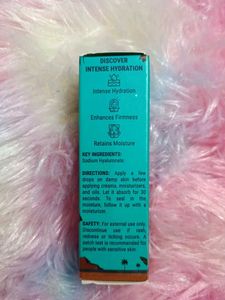 DISCOVER
INTENSE HYDRATION
Intense Hydration
Enhances Firmness
Retains Moisture
KEY INGREDIENTS:
Sodium Hyaluronate
DIRECTIONS: Apply a few
drops on damp skin before
applying creams, moisturizers,
and oils. Let it absorb for 30
seconds. To seal in the
moisture, follow it up with a
moisturizer.
SAFETY: For external use only.
Discontinue use if rash,
redness or itching occurs. A
patch test is recommended for
people with sensitive skin.